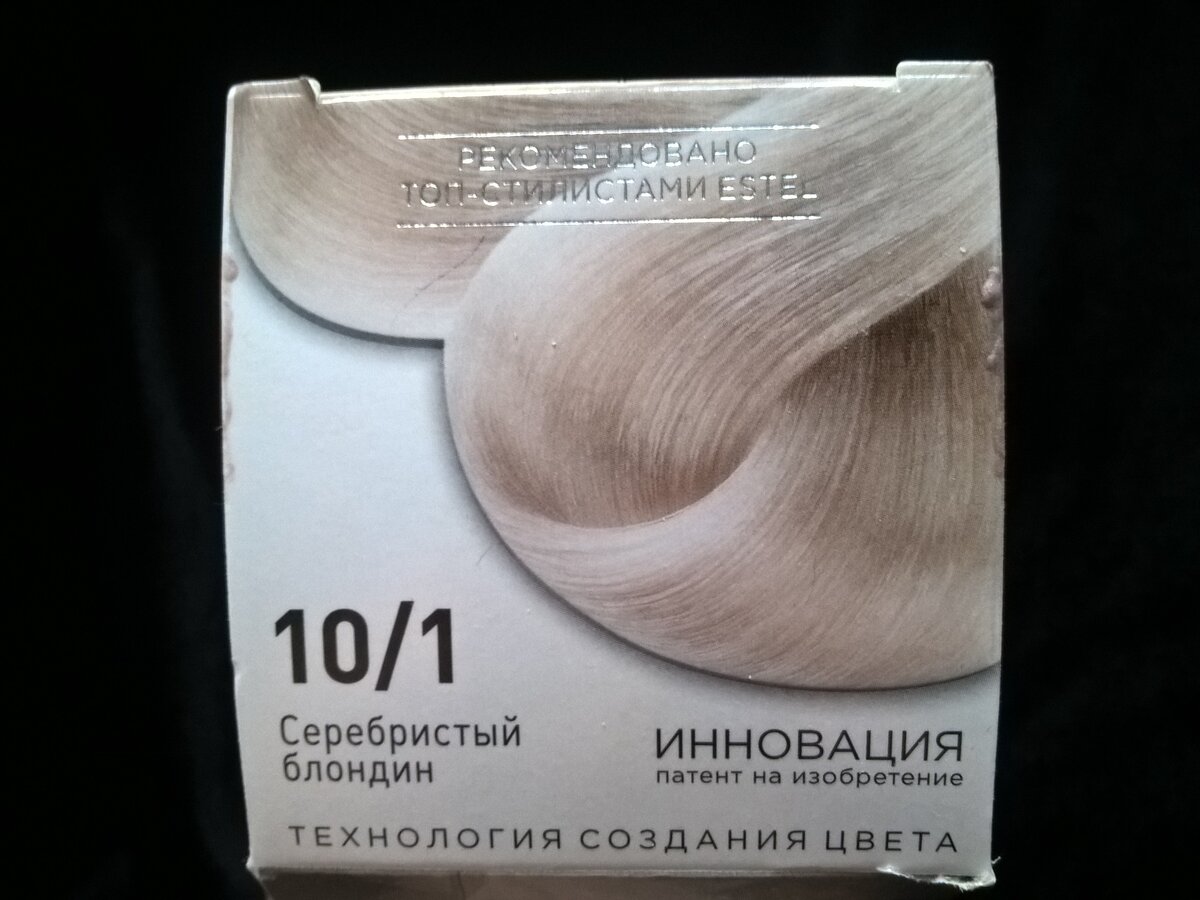 РЕКОМЕНДОВАНО
ТОП-СТИЛИСТАМИ ESTEL
10/1
Серебристый
блондин
ИННОВАЦИЯ
патент на изобретение
ТЕХНОЛОГИЯ СОЗДАНИЯ ЦВЕТА